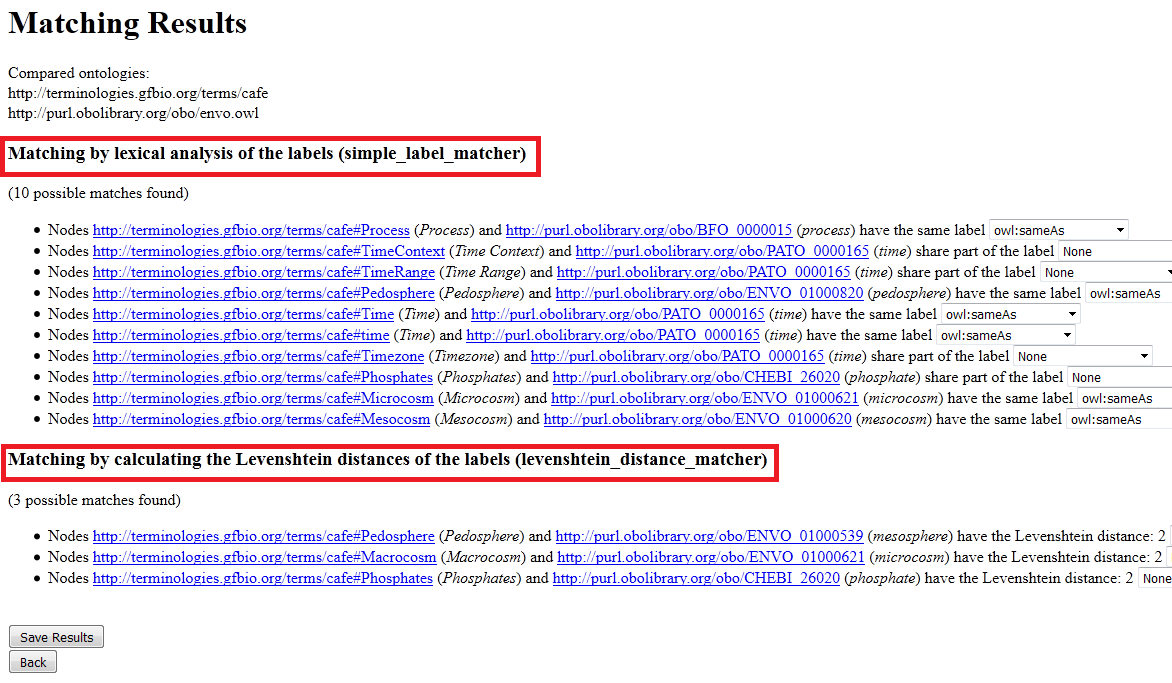 Matching Results
Compared ontologies:
http://terminologies.gfbio.org/terms/cafe
http://purl.obolibrary.org/obo/envo.owl
Matching by lexical analysis of the labels (simple_label_matcher)
(10 possible matches found)
• Nodes http://terminologies.gfbio.org/terms/cafe#Process (Process) and http://purl.obolibrary.org/obo/BFO_0000015 (process) have the same label owl:sameAs
• Nodes http://terminologies.gfbio.org/terms/cafe#TimeContext (Time Context) and http://purl.obolibrary.org/obo/PATO_0000165 (time) share part of the label None
• Nodes http://terminologies.gfbio.org/terms/cafe#TimeRange (Time Range) and http://purl.obolibrary.org/obo/PATO_0000165 (time) share part of the label None
• Nodes http://terminologies.gfbio.org/terms/cafe#Pedosphere (Pedosphere) and http://purl.obolibrary.org/obo/ENVO_01000820 (pedosphere) have the same label owl:sameAs
• Nodes http://terminologies.gfbio.org/terms/cafe#Time (Time) and http://purl.obolibrary.org/obo/PATO_0000165 (time) have the same label owl:sameAs
• Nodes http://terminologies.gfbio.org/terms/cafe#time (Time) and http://purl.obolibrary.org/obo/PATO_0000165 (time) have the same label owl:sameAs
• Nodes http://terminologies.gfbio.org/terms/cafe#Timezone (Timezone) and http://purl.obolibrary.org/obo/PATO_0000165 (time) share part of the label None
• Nodes http://terminologies.gfbio.org/terms/cafe#Phosphates (Phosphates) and http://purl.obolibrary.org/obo/CHEBI_26020 (phosphate) share part of the label None
• Nodes http://terminologies.gfbio.org/terms/cafe#Microcosm (Microcosm) and http://purl.obolibrary.org/obo/ENVO_01000621 (microcosm) have the same label owl:sameAs
• Nodes http://terminologies.gfbio.org/terms/cafe#Mesocosm (Mesocosm) and http://purl.obolibrary.org/obo/ENVO_01000620 (mesocosm) have the same label owl:sameAs
Matching by calculating the Levenshtein distances of the labels (levenshtein_distance_matcher)
(3 possible matches found)
• Nodes http://terminologies.gfbio.org/terms/cafe#Pedosphere (Pedosphere) and http://purl.obolibrary.org/obo/ENVO_01000539 (mesosphere) have the Levenshtein distance: 2
• Nodes http://terminologies.gfbio.org/terms/cafe#Macrocosm (Macrocosm) and http://purl.obolibrary.org/obo/ENVO_01000621 (microcosm) have the Levenshtein distance: 2
• Nodes http://terminologies.gfbio.org/terms/cafe#Phosphates (Phosphates) and http://purl.obolibrary.org/obo/CHEBI_26020 (phosphate) have the Levenshtein distance: 2 None
Save Results
Back